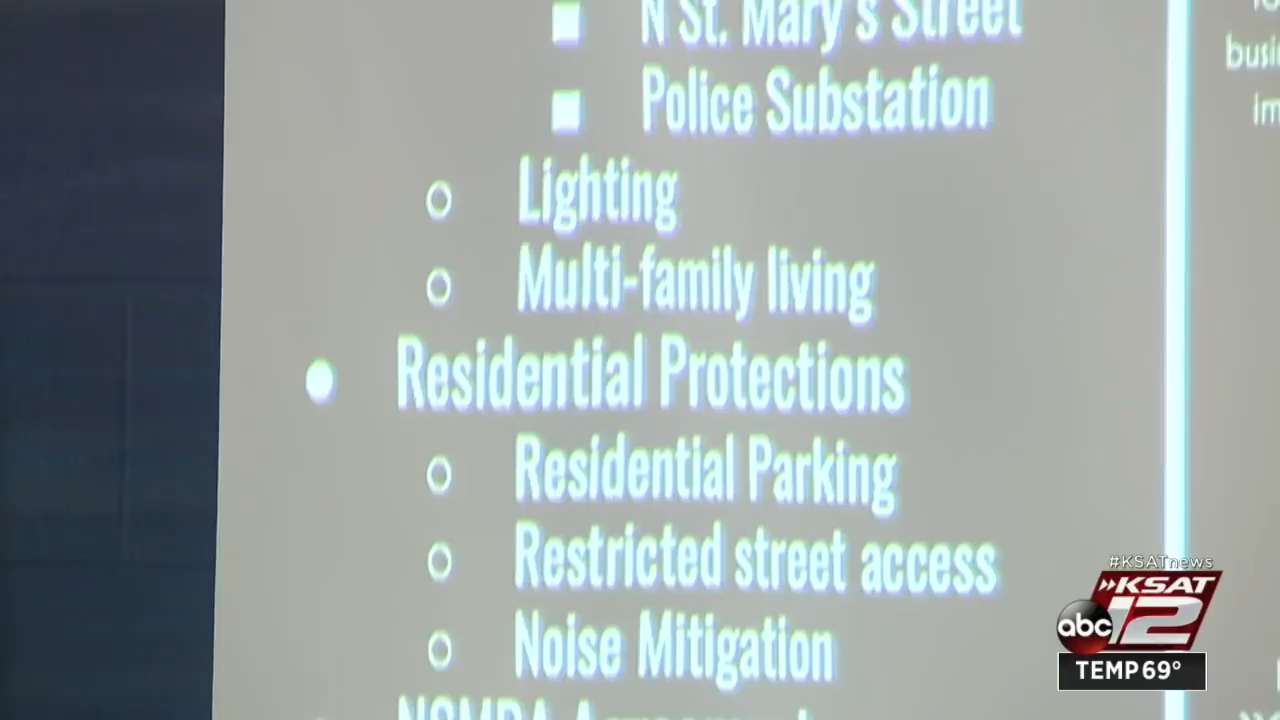 N St. Mary's Street
Police Substation
Lighting
Multi-family living
Residential Protections
Residential Parking
Restricted street access
Noise Mitigation
#KSATnews
KSAT
abc 12
TEMP 69°